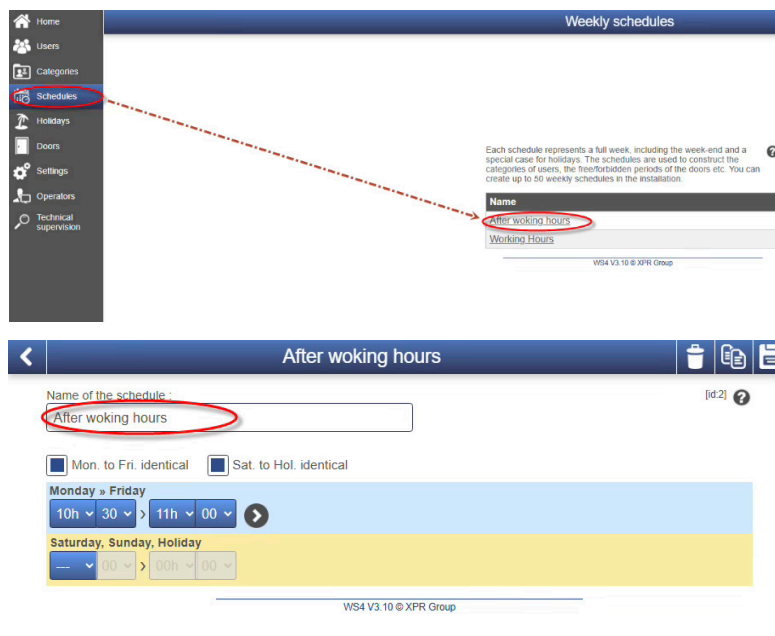 Home
Weekly schedules
Users
Categories
Schedules
Holidays
Doors
Settings
Operators
Technical
supervision
Each schedule represents a full week, including the week-end and a
special case for holidays. The schedules are used to construct the
categories of users, the free/forbidden periods of the doors etc. You can
create up to 50 weekly schedules in the installation.
?
Name
After woking hours
Working Hours
WS4 V3.10 © XPR Group
After woking hours
Name of the schedule :
[id:2] ?
After woking hours
Mon. to Fri. identical Sat. to Hol. identical
Monday » Friday
10h 30 > 11h 00
Saturday, Sunday, Holiday
--- 00 > 00h 00
WS4 V3.10 © XPR Group